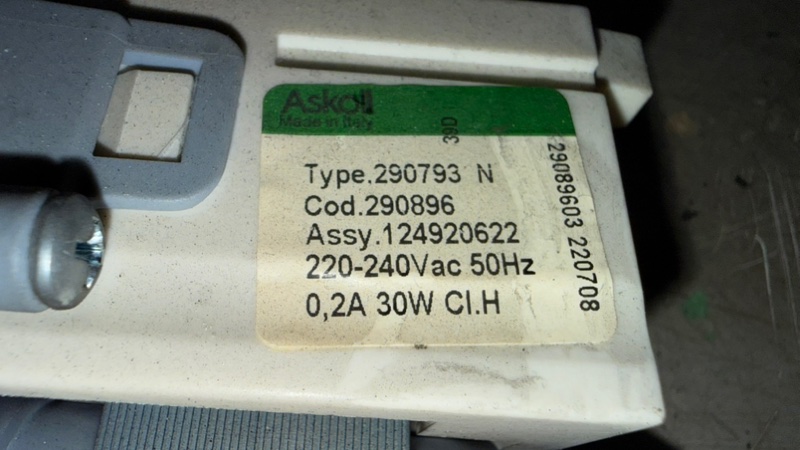 Askoll
Made in Italy
39D
Type.290793 N
Cod.290896
Assy.124920622
220-240Vac 50Hz
0,2A 30W Cl.H
29089603 220708